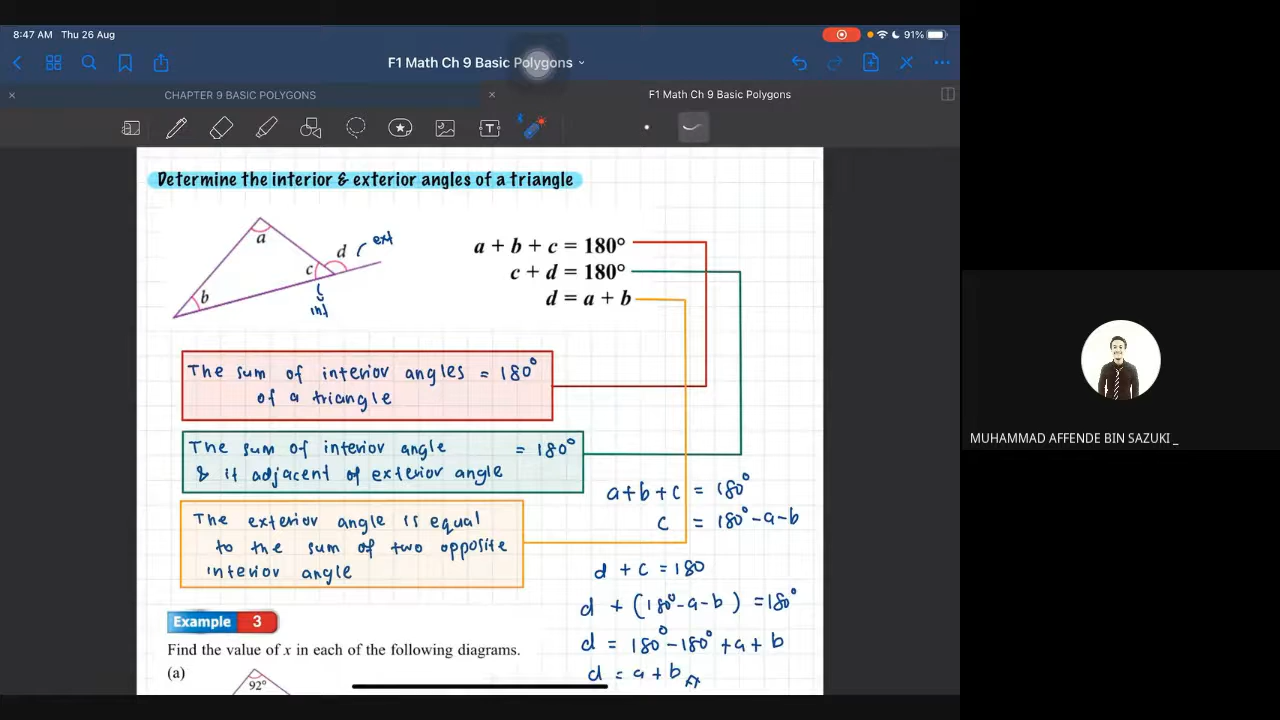 8:47 AM Thu 26 Aug
91%
F1 Math Ch 9 Basic Polygons
CHAPTER 9 BASIC POLYGONS
F1 Math Ch 9 Basic Polygons
Determine the interior & exterior angles of a triangle
a
b
c
d
ext
int
a + b + c = 180°
c + d = 180°
d = a + b
The sum of interior angles = 180°
of a triangle
The sum of interior angle = 180°
& it adjacent of exterior angle
The exterior angle is equal
to the sum of two opposite
interior angle
a+b+c = 180°
c = 180° -a-b
d + c = 180
d + (180° -a-b) = 180°
d = 180° -180° +a+b
d = a+b
Example 3
Find the value of x in each of the following diagrams.
(a)
92°
MUHAMMAD AFFENDE BIN SAZUKI _